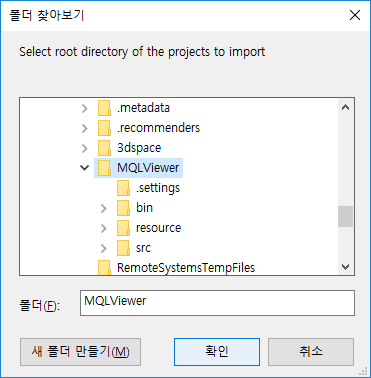 폴더 찾아보기
Select root directory of the projects to import
.metadata
.recommenders
3dspace
MQLViewer
.settings
bin
resource
src
RemoteSystemsTempFiles
폴더(F): MQLViewer
새 폴더 만들기(M) 확인 취소